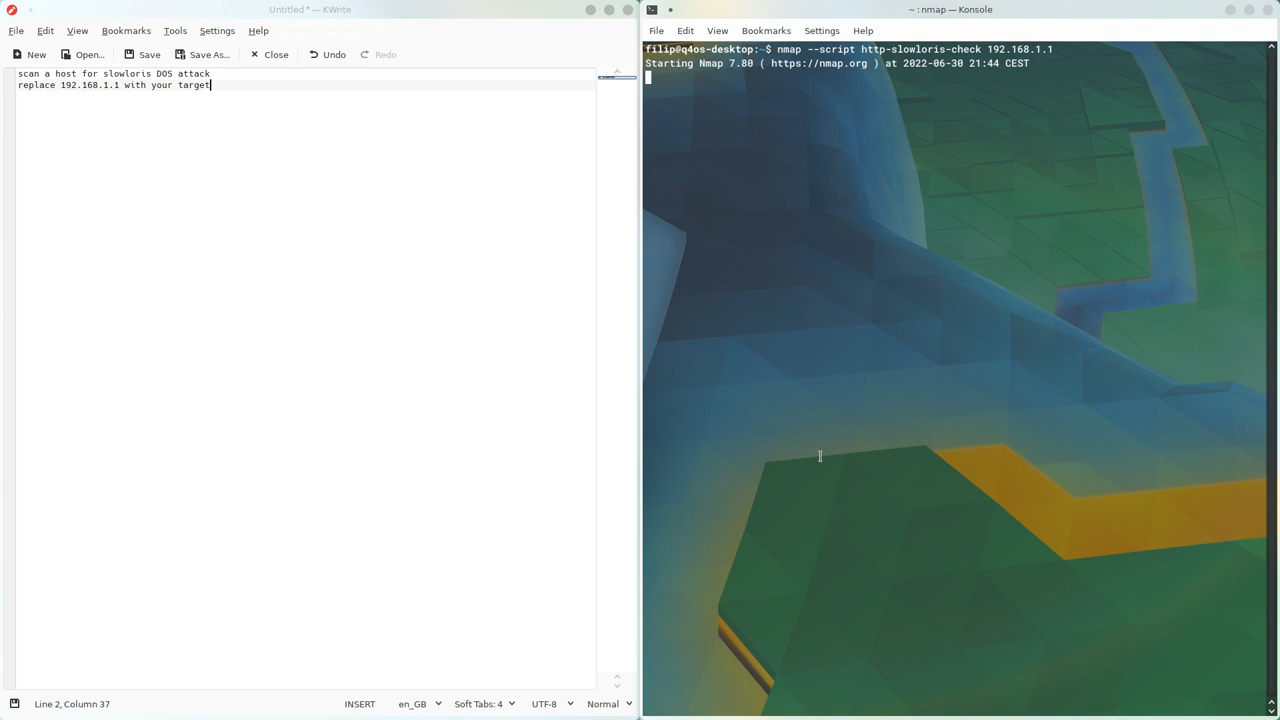 Untitled * — KWrite
File Edit View Bookmarks Tools Settings Help
New Open... Save Save As... Close Undo Redo
scan a host for slowloris DOS attack
replace 192.168.1.1 with your target
Line 2, Column 37 INSERT en_GB Soft Tabs: 4 UTF-8 Normal
~ : nmap — Konsole
File Edit View Bookmarks Settings Help
filip@q4os-desktop:~$ nmap --script http-slowloris-check 192.168.1.1
Starting Nmap 7.80 ( https://nmap.org ) at 2022-06-30 21:44 CEST